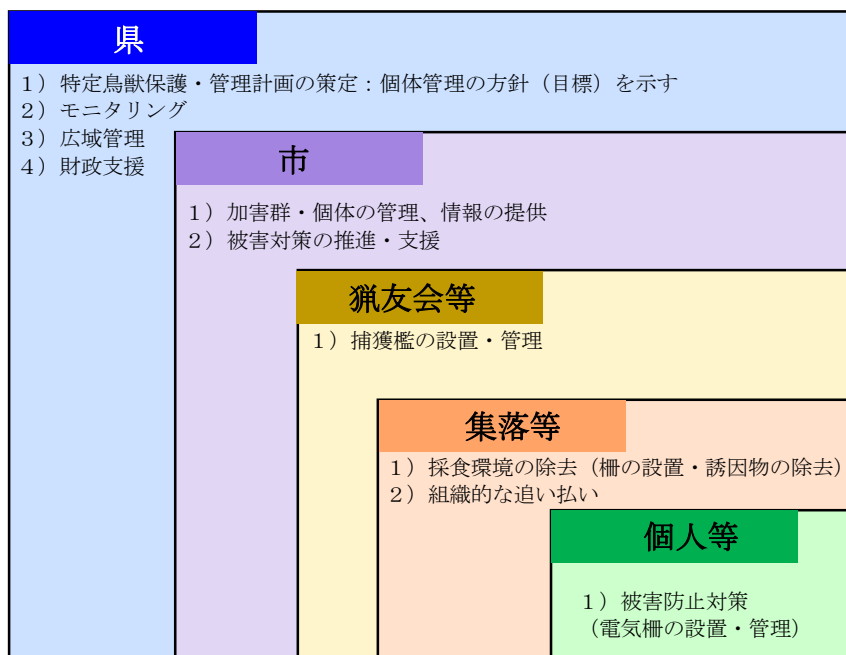 県
１）特定鳥獣保護・管理計画の策定：個体管理の方針（目標）を示す
２）モニタリング
３）広域管理
４）財政支援
市
１）加害群・個体の管理、情報の提供
２）被害対策の推進・支援
猟友会等
１）捕獲檻の設置・管理
集落等
１）採食環境の除去（柵の設置・誘因物の除去）
２）組織的な追い払い
個人等
１）被害防止対策
（電気柵の設置・管理）